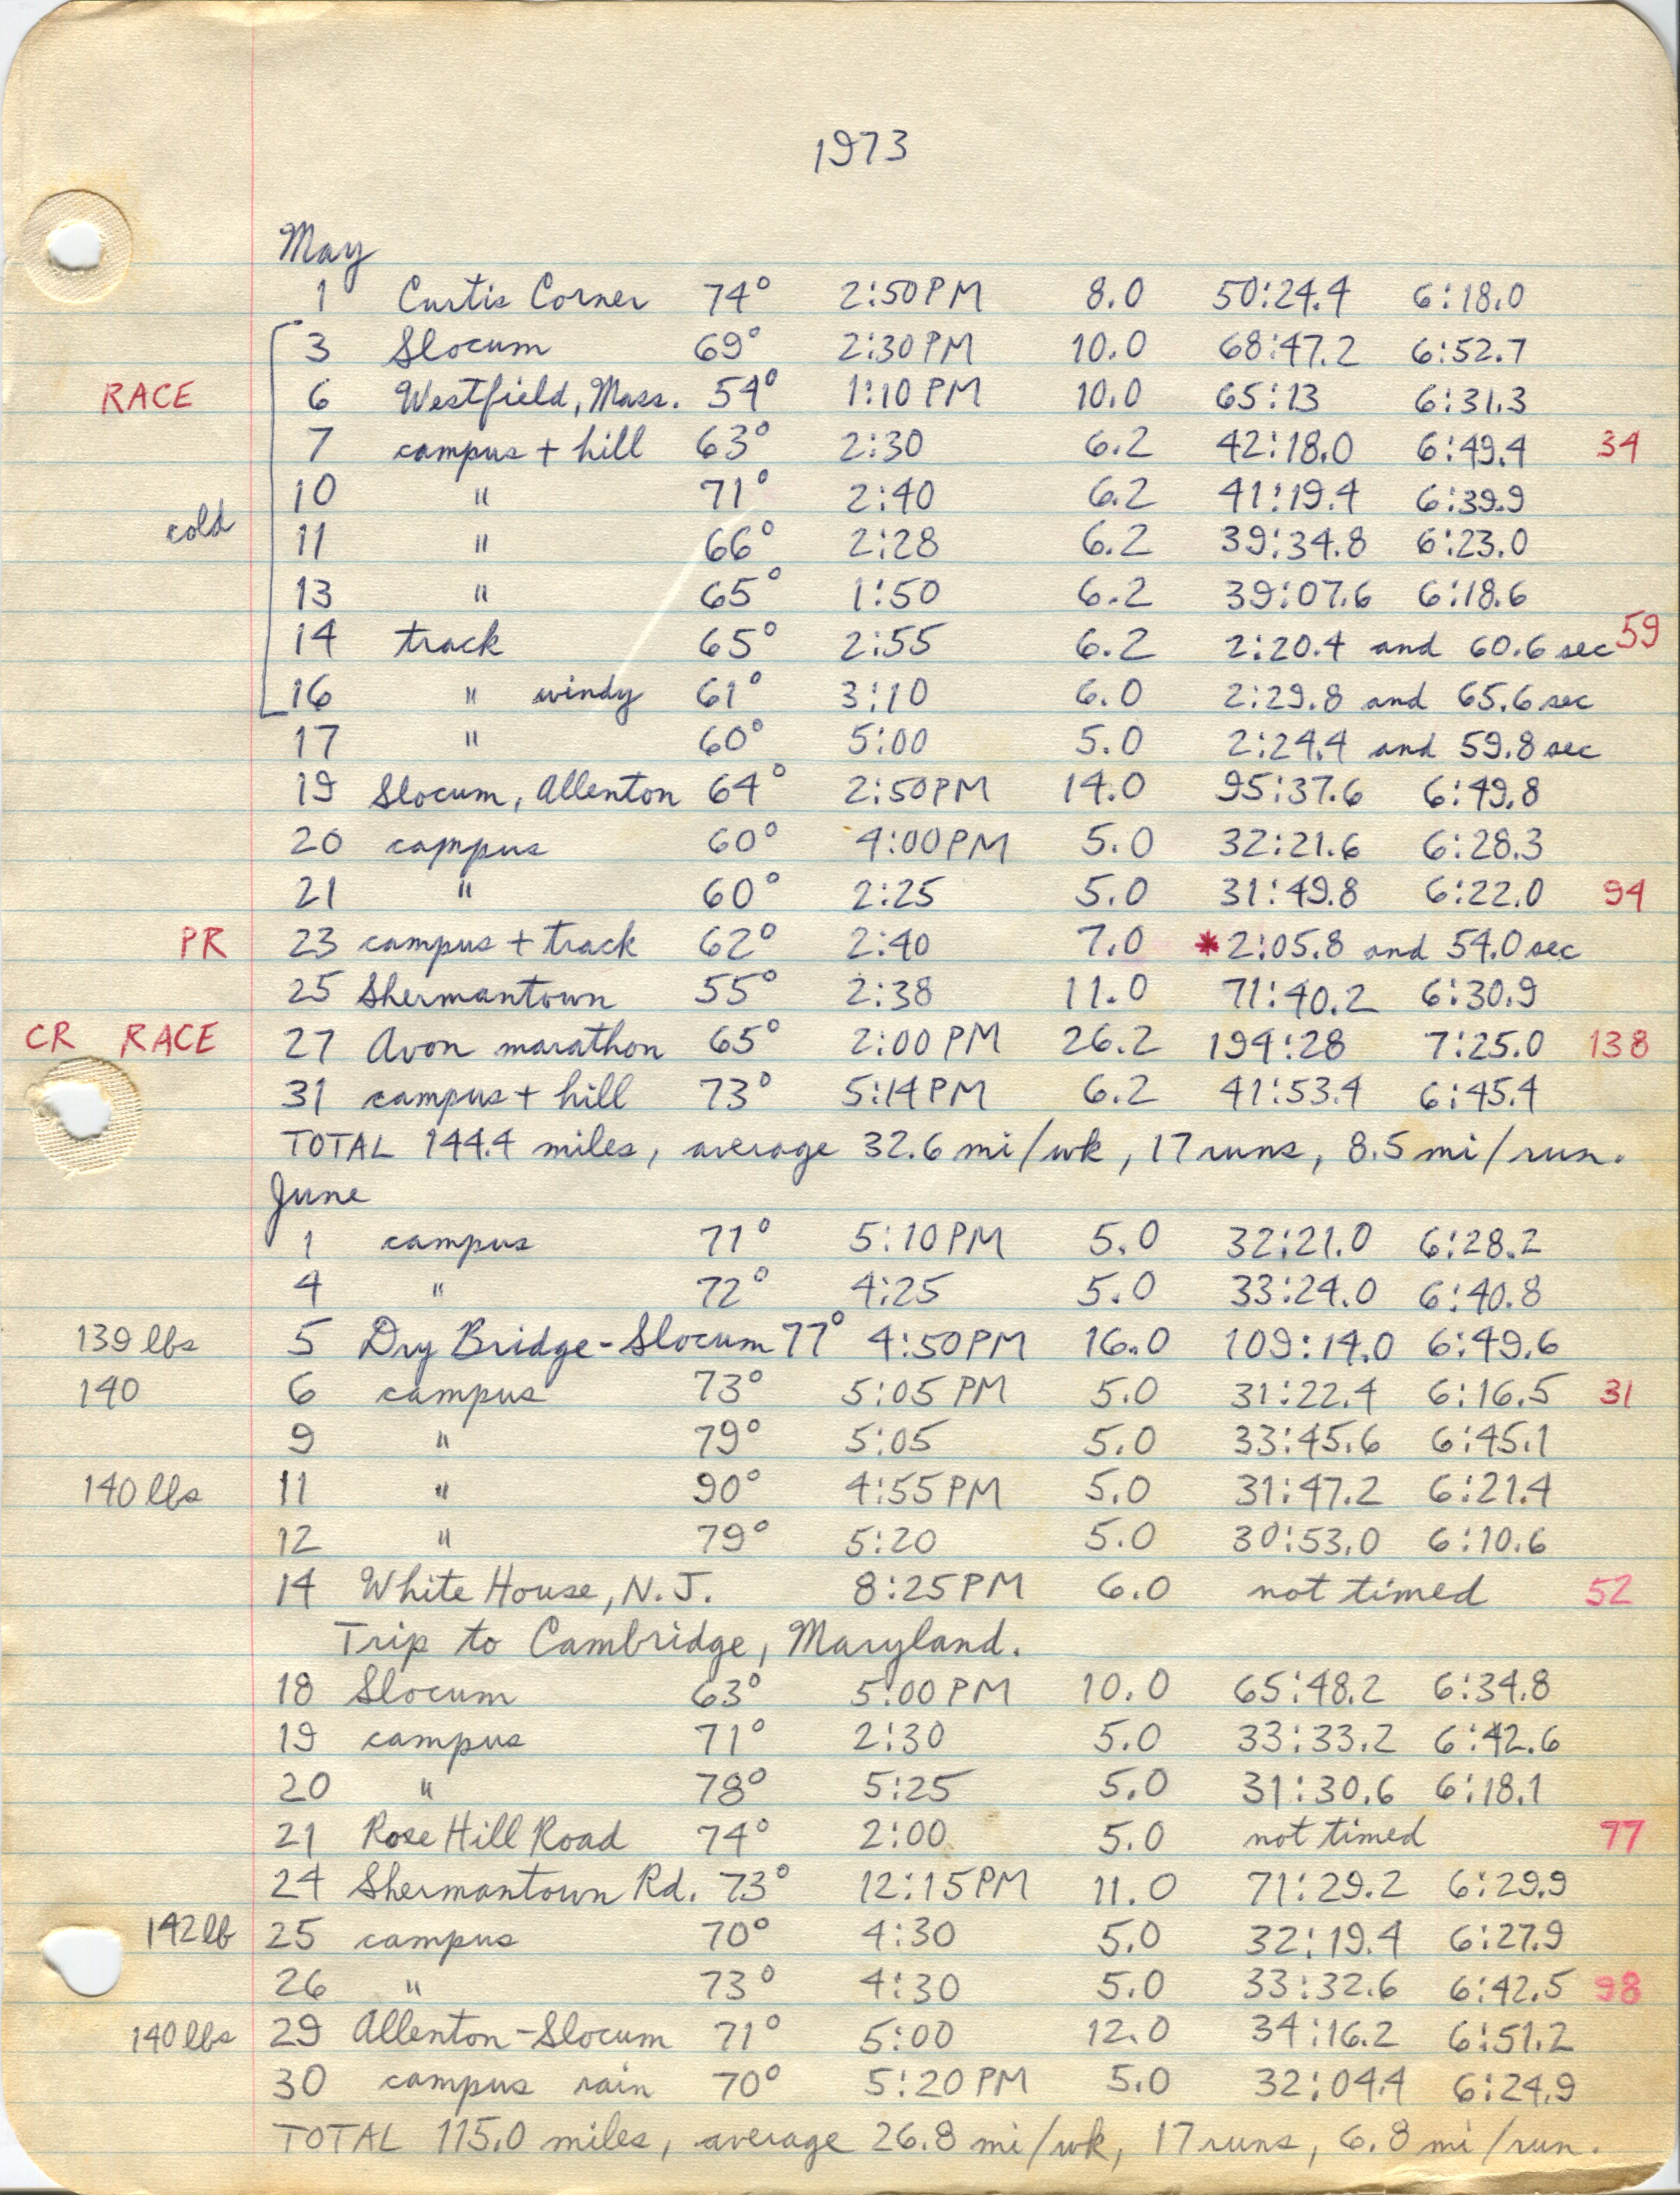 1973
May
1 Curtis Corner 74° 2:50PM 8.0 50:24.4 6:18.0
3 Slocum 69° 2:30PM 10.0 68:47.2 6:52.7
RACE 6 Westfield, Mass. 54° 1:10PM 10.0 65:13 6:31.3
7 campus + hill 63° 2:30 6.2 42:18.0 6:49.4 34
10 " 71° 2:40 6.2 41:19.4 6:39.9
cold 11 " 66° 2:28 6.2 39:34.8 6:23.0
13 " 65° 1:50 6.2 39:07.6 6:18.6
14 track 65° 2:55 6.2 2:20.4 and 60.6 sec 59
16 " windy 61° 3:10 6.0 2:29.8 and 65.6 sec
17 " 60° 5:00 5.0 2:24.4 and 59.8 sec
19 Slocum, Allenton 64° 2:50PM 14.0 95:37.6 6:49.8
20 campus 60° 4:00PM 5.0 32:21.6 6:28.3
21 " 60° 2:25 5.0 31:49.8 6:22.0 94
PR 23 campus + track 62° 2:40 7.0 *2:05.8 and 54.0 sec
25 Shermantown 55° 2:38 11.0 71:40.2 6:30.9
CR RACE 27 Avon marathon 65° 2:00PM 26.2 194:28 7:25.0 138
31 campus + hill 73° 5:14PM 6.2 41:53.4 6:45.4
TOTAL 144.4 miles, average 32.6 mi/wk, 17 runs, 8.5 mi/run.
June
1 campus 71° 5:10PM 5.0 32:21.0 6:28.2
4 " 72° 4:25 5.0 33:24.0 6:40.8
139 lbs 5 Dry Bridge-Slocum 77° 4:50PM 16.0 109:14.0 6:49.6
140 6 campus 73° 5:05PM 5.0 31:22.4 6:16.5 31
9 " 79° 5:05 5.0 33:45.6 6:45.1
140 lbs 11 " 90° 4:55PM 5.0 31:47.2 6:21.4
12 " 79° 5:20 5.0 30:53.0 6:10.6
14 White House, N.J. 8:25PM 6.0 not timed 52
Trip to Cambridge, Maryland.
18 Slocum 63° 5:00PM 10.0 65:48.2 6:34.8
19 campus 71° 2:30 5.0 33:33.2 6:42.6
20 " 78° 5:25 5.0 31:30.6 6:18.1
21 Rose Hill Road 74° 2:00 5.0 not timed 77
24 Shermantown Rd. 73° 12:15PM 11.0 71:29.2 6:29.9
142 lb 25 campus 70° 4:30 5.0 32:19.4 6:27.9
26 " 73° 4:30 5.0 33:32.6 6:42.5 98
140 lbs 29 Allenton-Slocum 71° 5:00 12.0 34:16.2 6:51.2
30 campus rain 70° 5:20PM 5.0 32:04.4 6:24.9
TOTAL 115.0 miles, average 26.8 mi/wk, 17 runs, 6.8 mi/run.